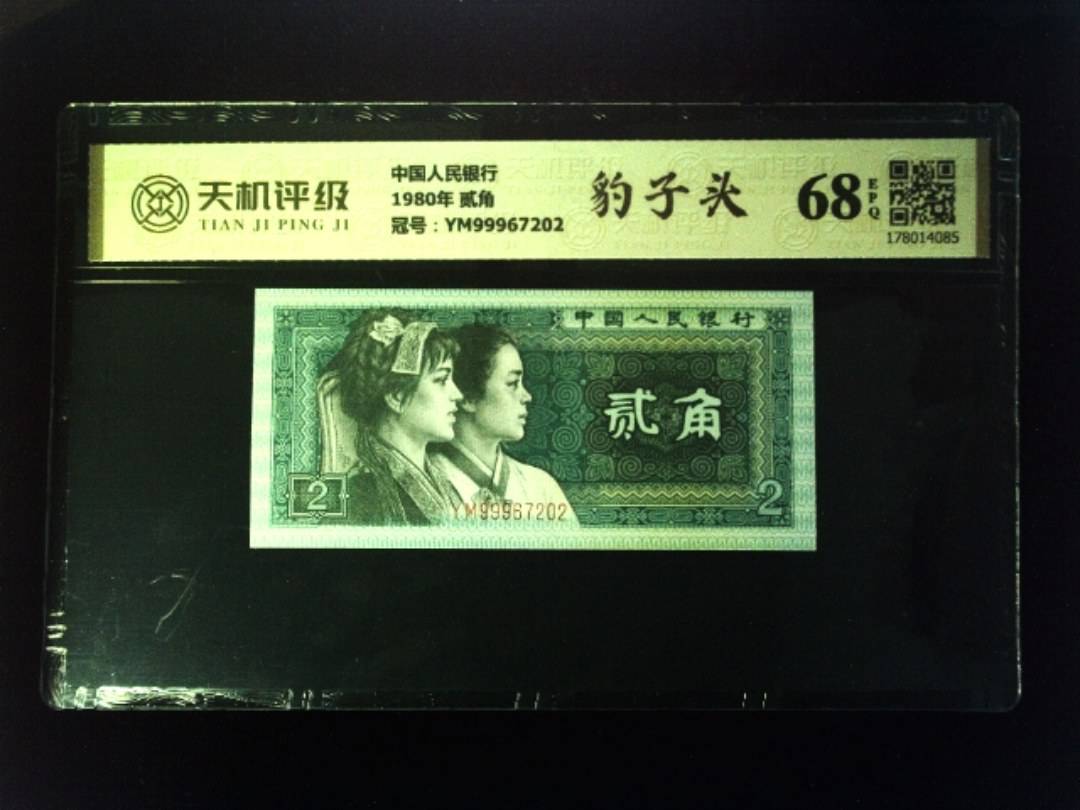 天机评级
TIAN JI PING JI
中国人民银行
1980年 贰角
冠号：YM99967202
豹子头
68
EPQ
178014085
中国人民银行
贰角
2
YM99967202
2